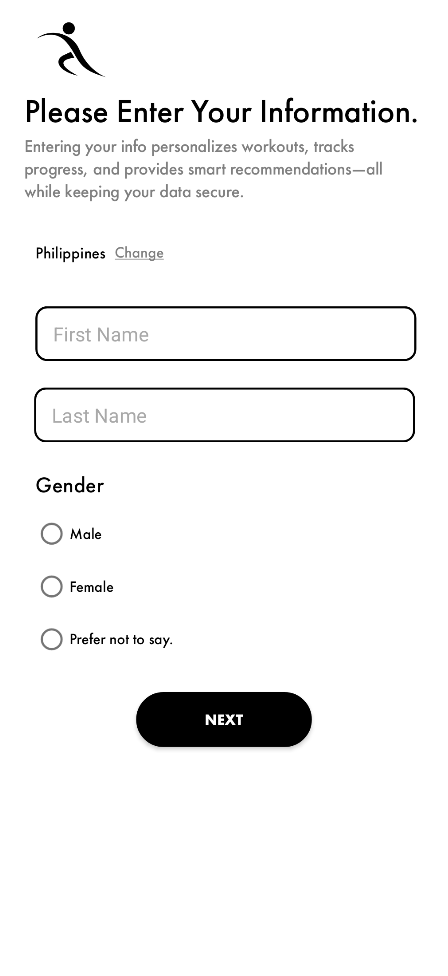 Please Enter Your Information.
Entering your info personalizes workouts, tracks
progress, and provides smart recommendations—all
while keeping your data secure.
Philippines Change
First Name
Last Name
Gender
Male
Female
Prefer not to say.
NEXT